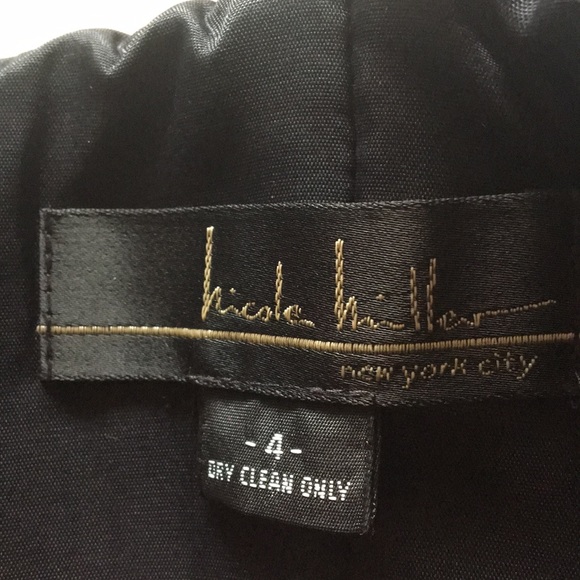 nicole miller
new york city
-4-
DRY CLEAN ONLY